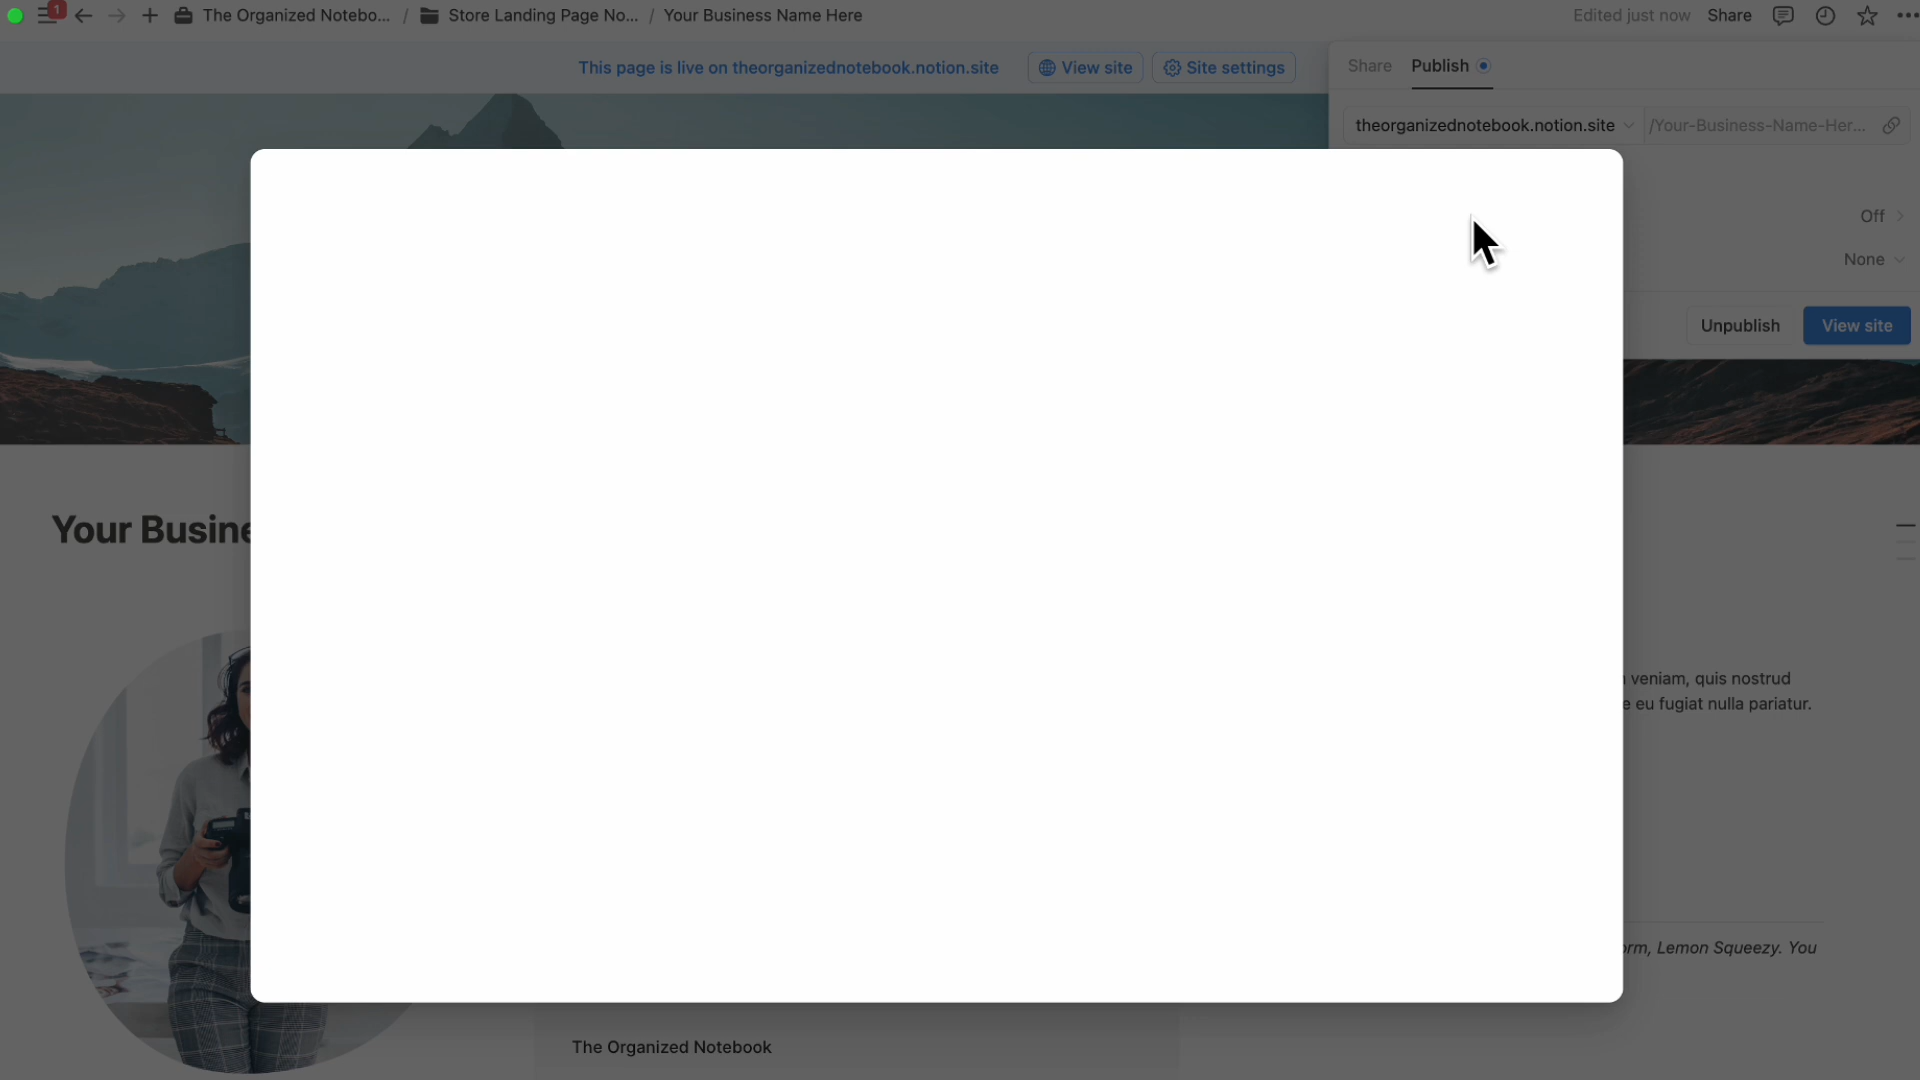 1 The Organized Notebo... / Store Landing Page No... / Your Business Name Here Edited just now Share
This page is live on theorganizednotebook.notion.site View site Site settings
Share Publish
theorganizednotebook.notion.site /Your-Business-Name-Her...
Off
None
Unpublish View site
Your Busine
veniam, quis nostrud
e eu fugiat nulla pariatur.
orm, Lemon Squeezy. You
The Organized Notebook